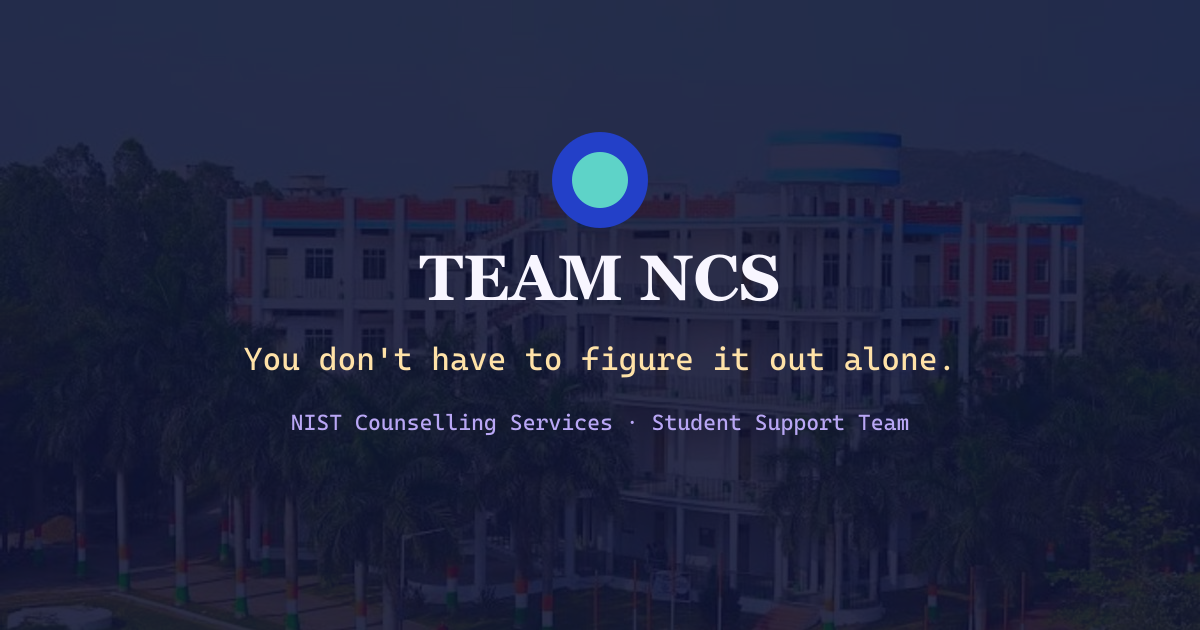 TEAM NCS
You don't have to figure it out alone.
NIST Counselling Services · Student Support Team